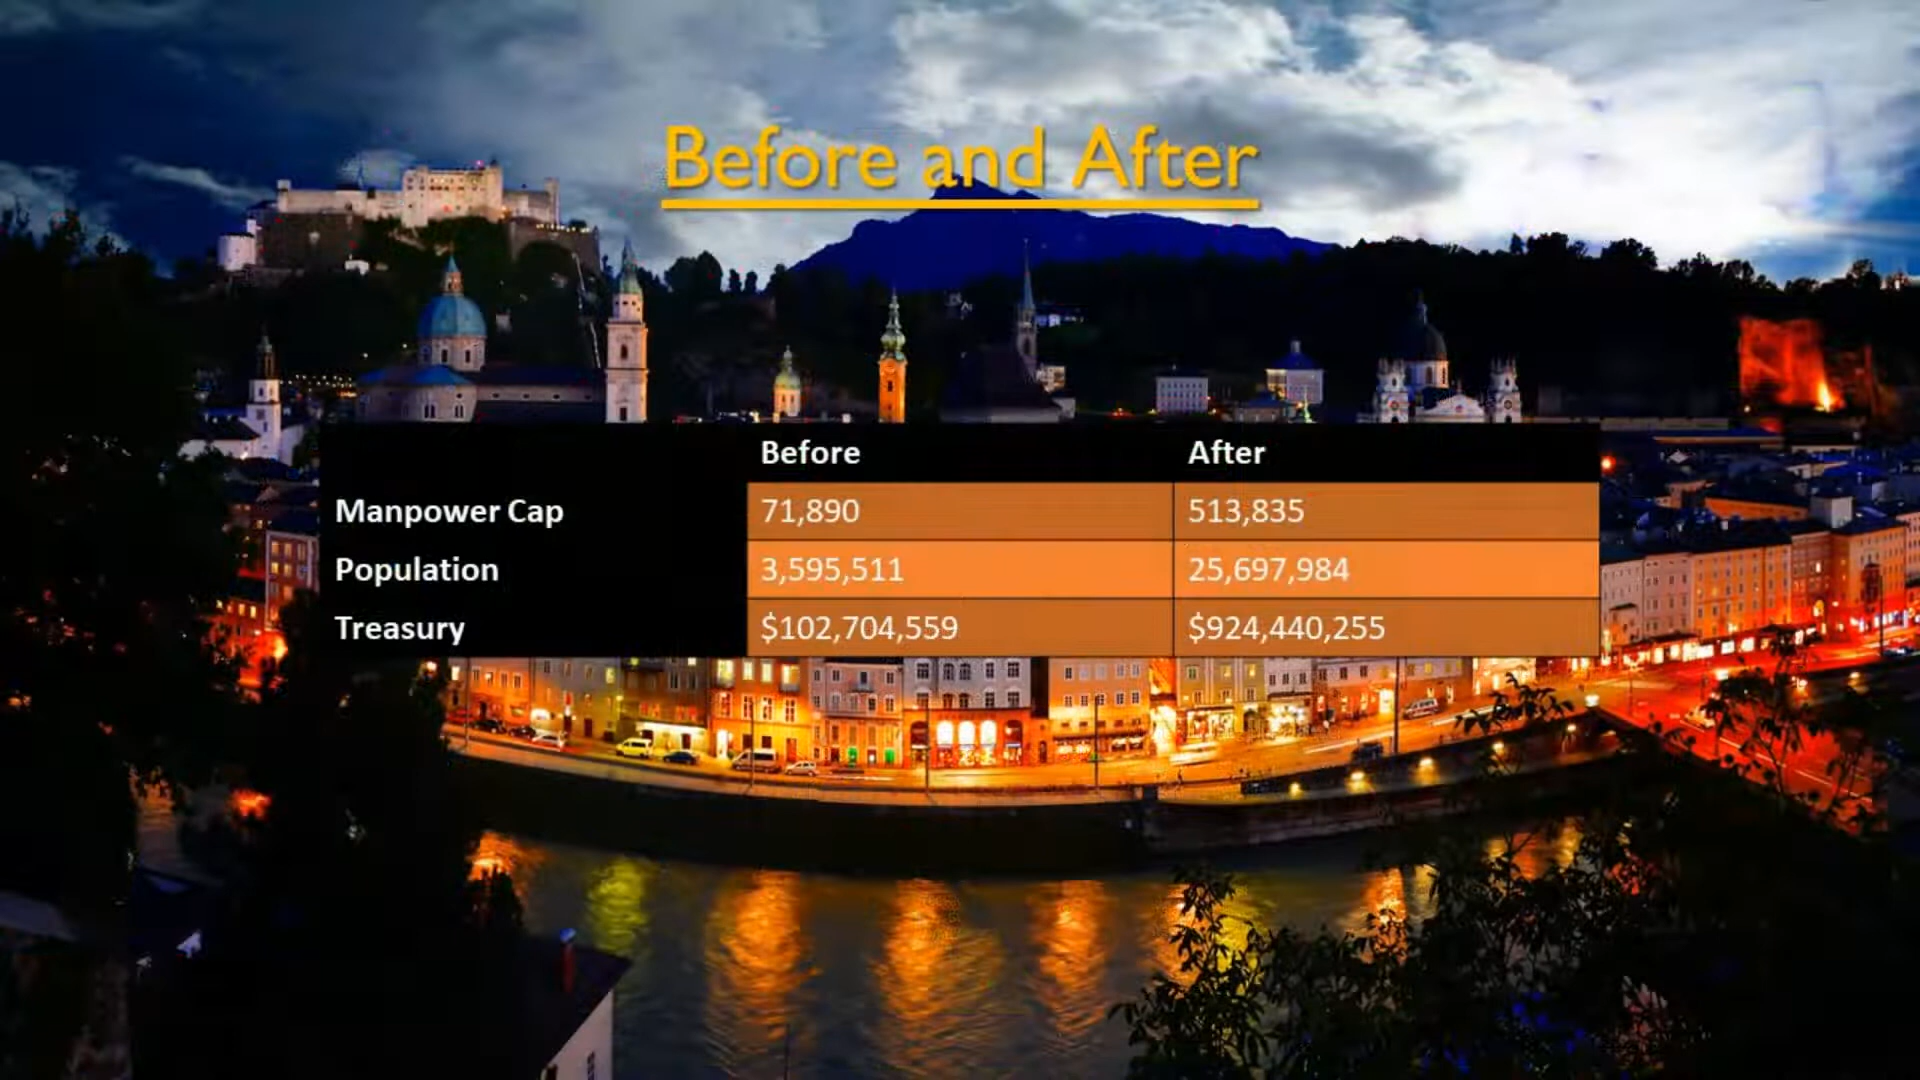 Before and After
Before After
Manpower Cap 71,890 513,835
Population 3,595,511 25,697,984
Treasury $102,704,559 $924,440,255